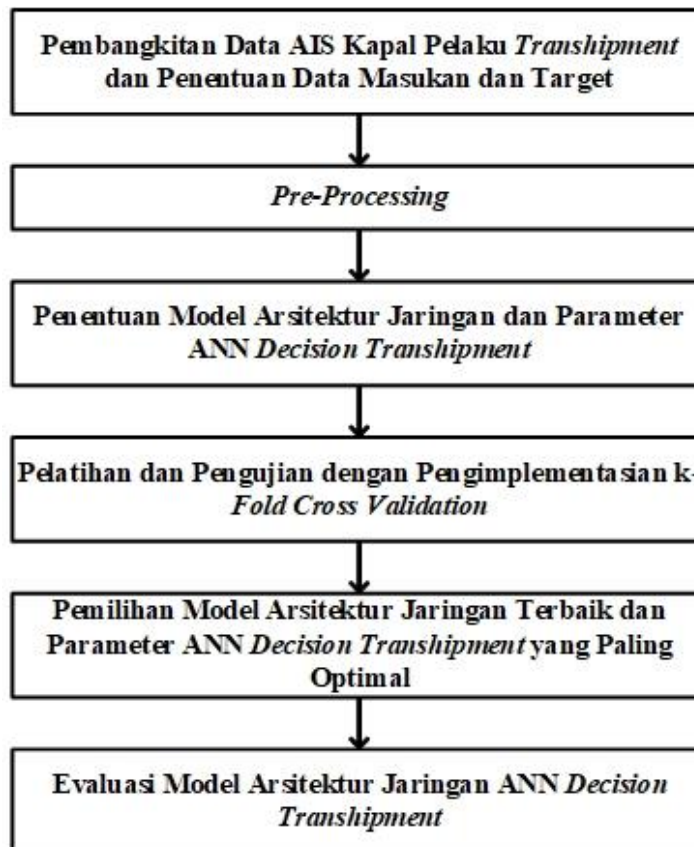 Pembangkitan Data AIS Kapal Pelaku Transhipment
dan Penentuan Data Masukan dan Target
Pre-Processing
Penentuan Model Arsitektur Jaringan dan Parameter
ANN Decision Transhipment
Pelatihan dan Pengujian dengan Pengimplementasian k-
Fold Cross Validation
Pemilihan Model Arsitektur Jaringan Terbaik dan
Parameter ANN Decision Transhipment yang Paling
Optimal
Evaluasi Model Arsitektur Jaringan ANN Decision
Transhipment